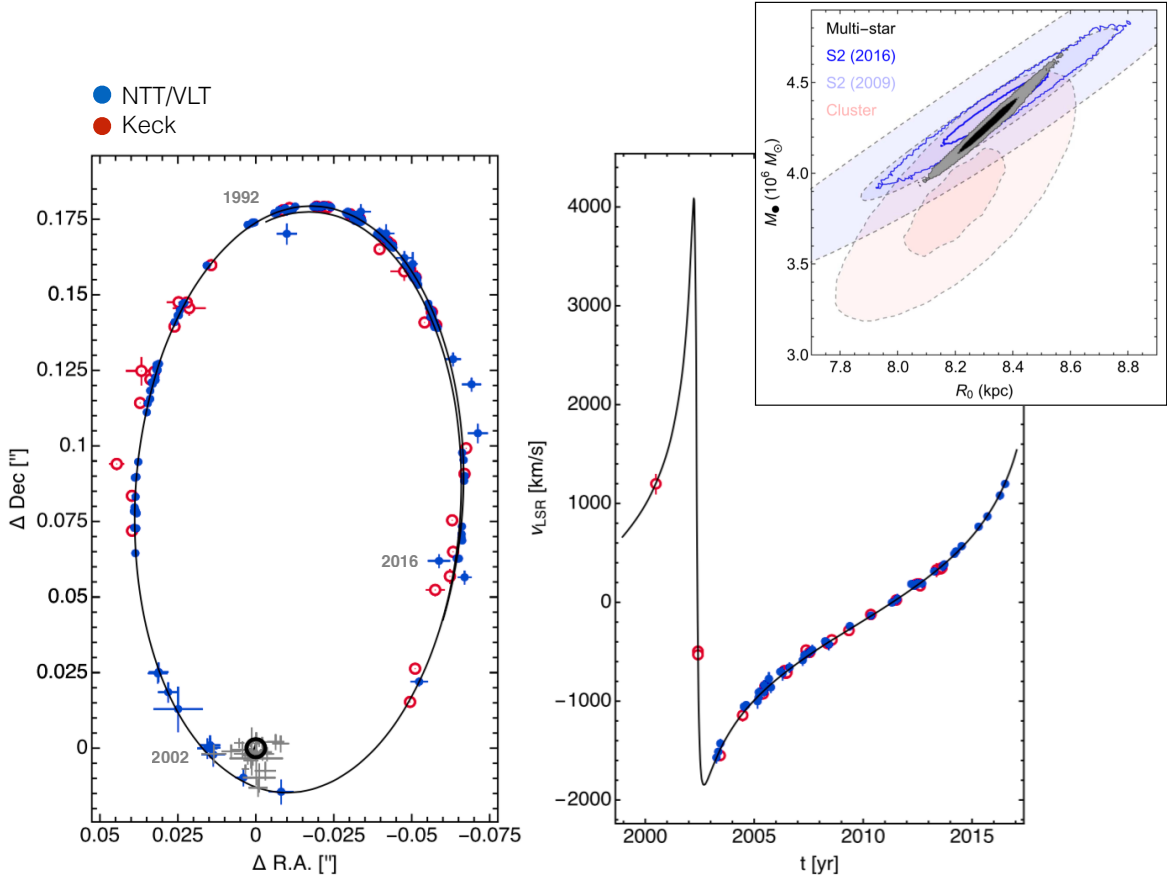 NTT/VLT
Keck
1992
2016
2002
Δ Dec ["]
0.175
0.15
0.125
0.1
0.075
0.05
0.025
0
0.05 0.025 0 −0.025 −0.05 −0.075
Δ R.A. ["]
vLSR [km/s]
4000
2000
1000
0
−1000
−2000
2000 2005 2010 2015
t [yr]
Multi−star
S2 (2016)
S2 (2009)
Cluster
M● (10⁶ M☉)
4.5
4.0
3.5
3.0
7.8 8.0 8.2 8.4 8.6 8.8
R₀ (kpc)